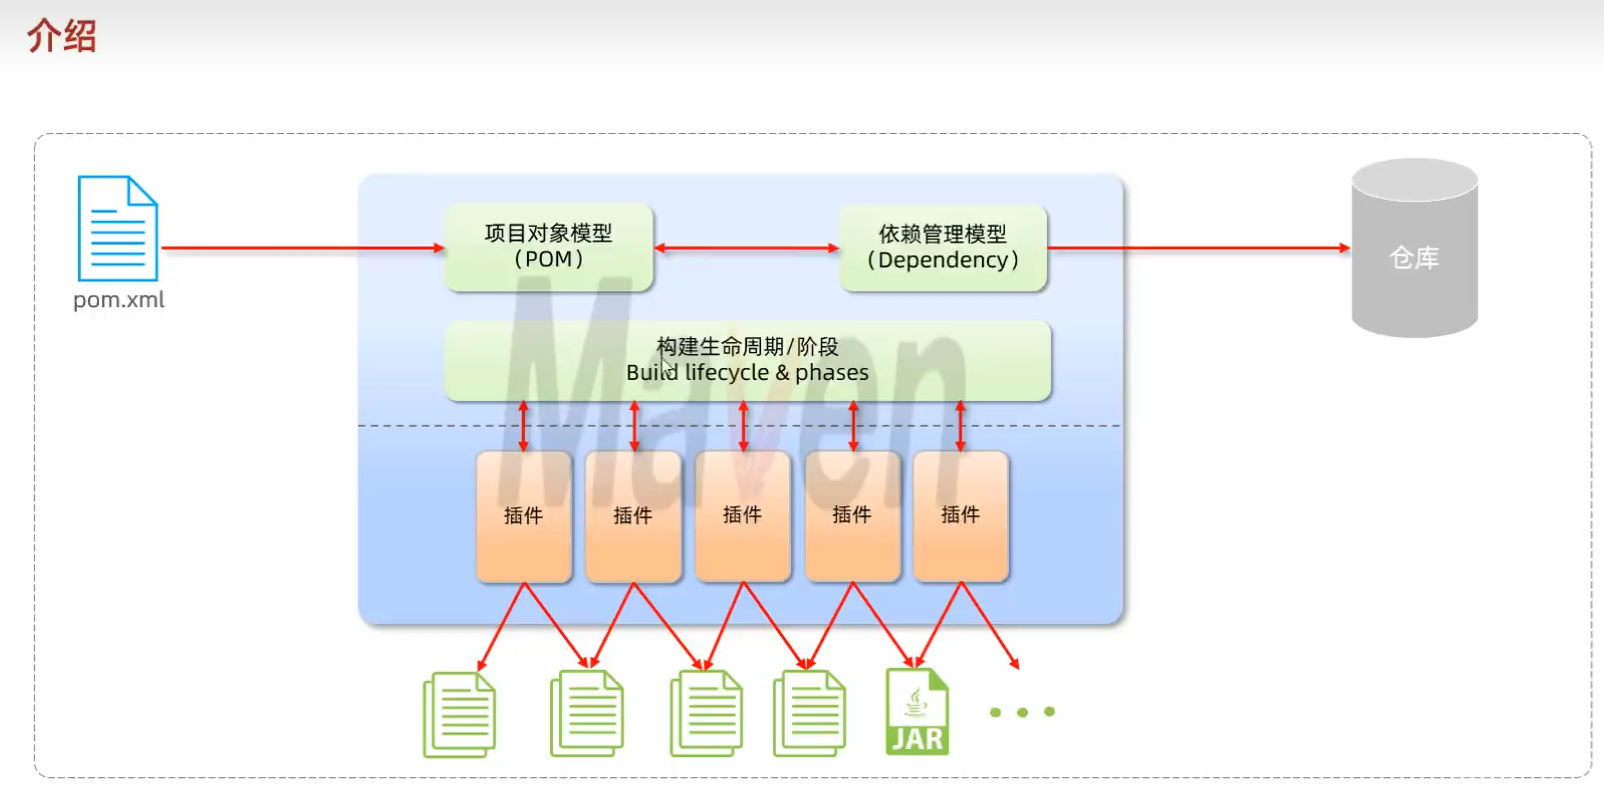 介绍
pom.xml
项目对象模型
（POM）
依赖管理模型
（Dependency）
仓库
构建生命周期/阶段
Build lifecycle & phases
Maven
插件
插件
插件
插件
插件
JAR